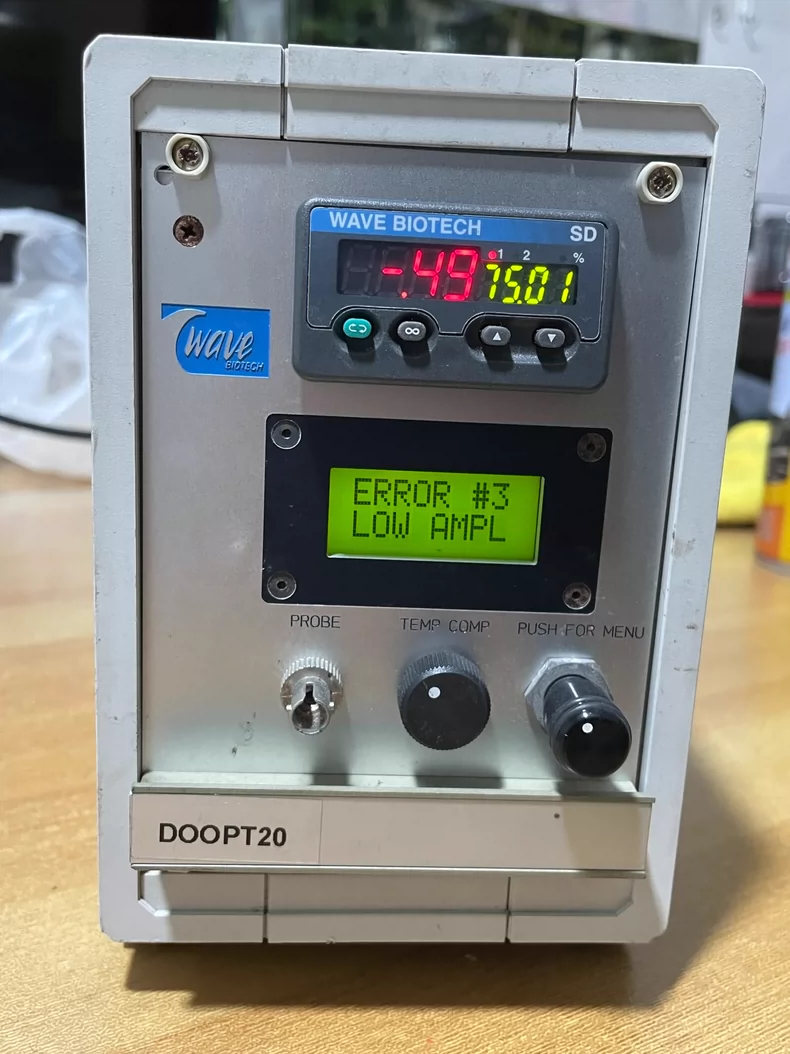 WAVE BIOTECH
SD
1 2 %
-.49 75.01
wave
BIOTECH
ERROR #3
LOW AMPL
PROBE TEMP COMP PUSH FOR MENU
DOOPT20